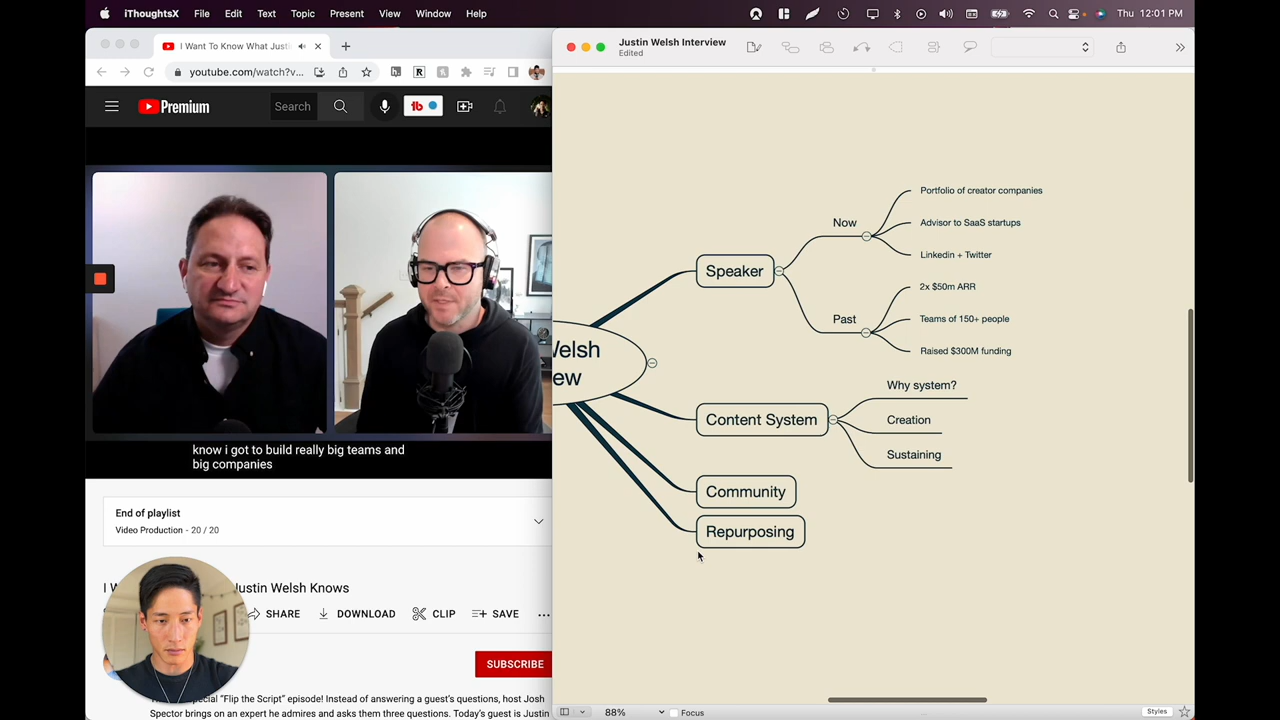 iThoughtsX File Edit Text Topic Present View Window Help Thu 12:01 PM
I Want To Know What Justi
youtube.com/watch?v...
Premium
Search
know i got to build really big teams and
big companies
End of playlist
Video Production - 20 / 20
Justin Welsh Knows
SHARE DOWNLOAD CLIP SAVE ...
SUBSCRIBE
"Flip the Script" episode! Instead of answering a guest's questions, host Josh
Spector brings on an expert he admires and asks them three questions. Today's guest is Justin
Justin Welsh Interview
Edited
Welsh
ew
Speaker
Now
Portfolio of creator companies
Advisor to SaaS startups
Linkedin + Twitter
Past
2x $50m ARR
Teams of 150+ people
Raised $300M funding
Content System
Why system?
Creation
Sustaining
Community
Repurposing
88% Focus Styles